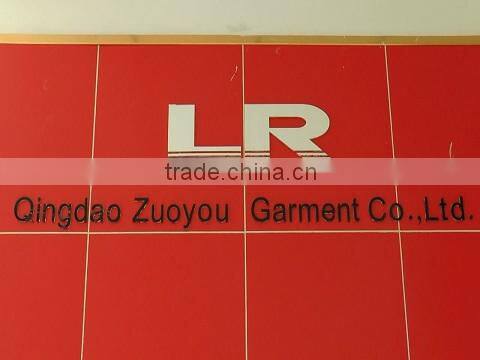 LR
trade.china.cn
Qingdao Zuoyou Garment Co.,Ltd.